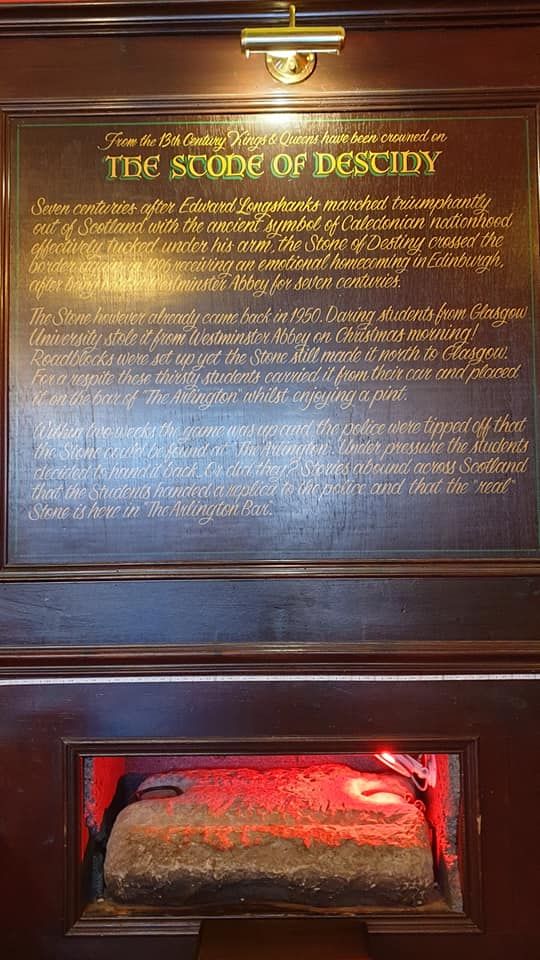 From the 13th Century Kings & Queens have been crowned on
THE STONE OF DESTINY
Seven centuries after Edward Longshanks marched triumphantly
out of Scotland with the ancient symbol of Caledonian nationhood
effectively tucked under his arm, the Stone of Destiny crossed the
border 1996 receiving an emotional homecoming in Edinburgh,
after being Westminster Abbey for seven centuries.
The Stone however already came back in 1950. Daring students from Glasgow
University stole it from Westminster Abbey on Christmas morning!
Roadblocks were set up yet the Stone still made it north to Glasgow.
For a respite these thirsty students carried it from their car and placed
it on the bar of 'The Arlington' whilst enjoying a pint.
Within two weeks the game was up and the police were tipped off that
the Stone could be found at 'The Arlington'. Under pressure the students
decided to hand it back. Or did they? Stories abound across Scotland
that the Students handed a replica to the police and that the "real"
Stone is here in 'The Arlington Bar'.